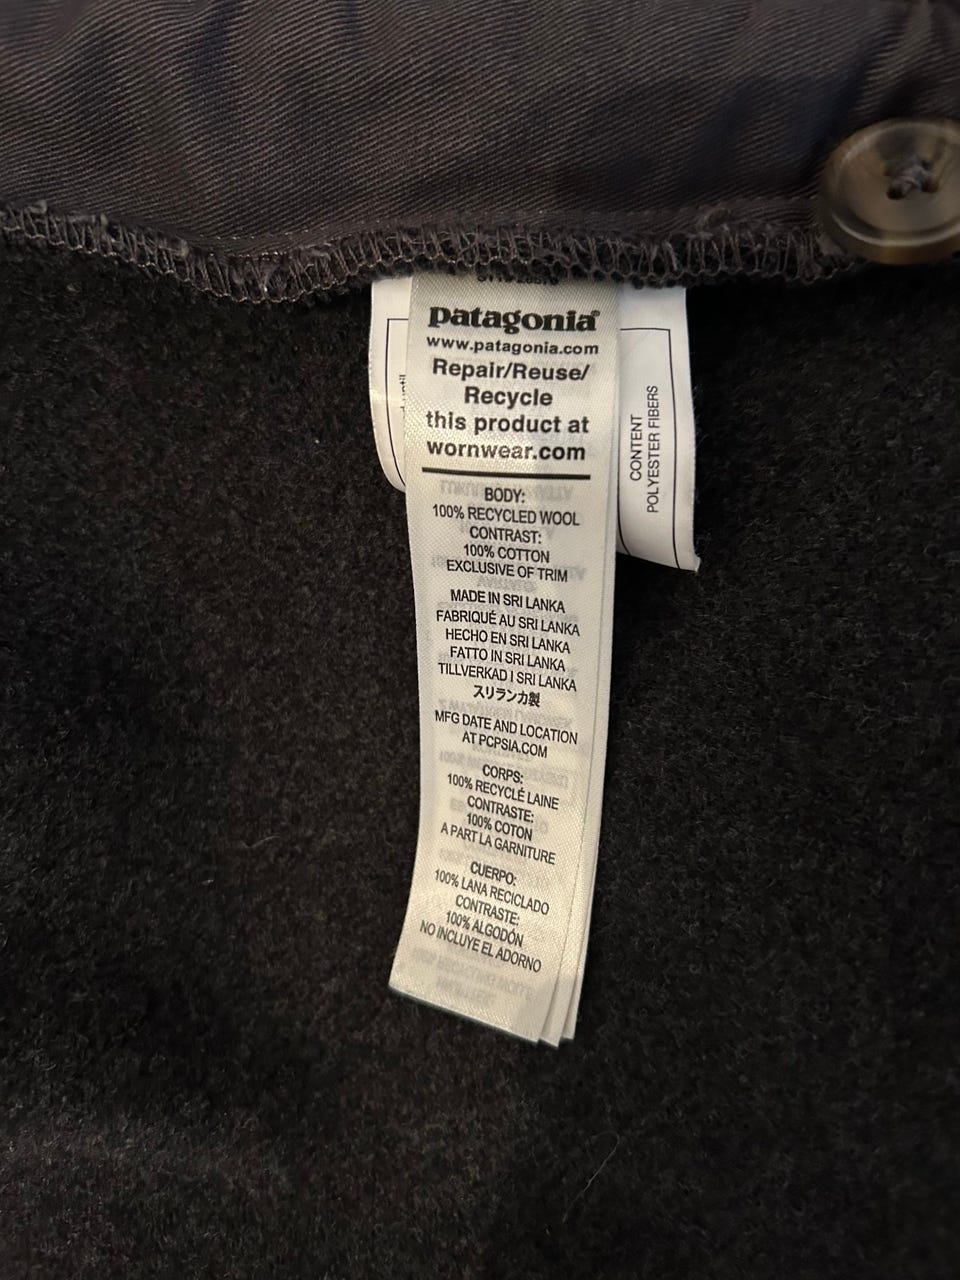 patagonia®
www.patagonia.com
Repair/Reuse/
Recycle
this product at
wornwear.com
BODY:
100% RECYCLED WOOL
CONTRAST:
100% COTTON
EXCLUSIVE OF TRIM
MADE IN SRI LANKA
FABRIQUÉ AU SRI LANKA
HECHO EN SRI LANKA
FATTO IN SRI LANKA
TILLVERKAD I SRI LANKA
スリランカ製
MFG DATE AND LOCATION
AT PCPSIA.COM
CORPS:
100% RECYCLÉ LAINE
CONTRASTE:
100% COTON
A PART LA GARNITURE
CUERPO:
100% LANA RECICLADO
CONTRASTE:
100% ALGODÓN
NO INCLUYE EL ADORNO
CONTENT
POLYESTER FIBERS